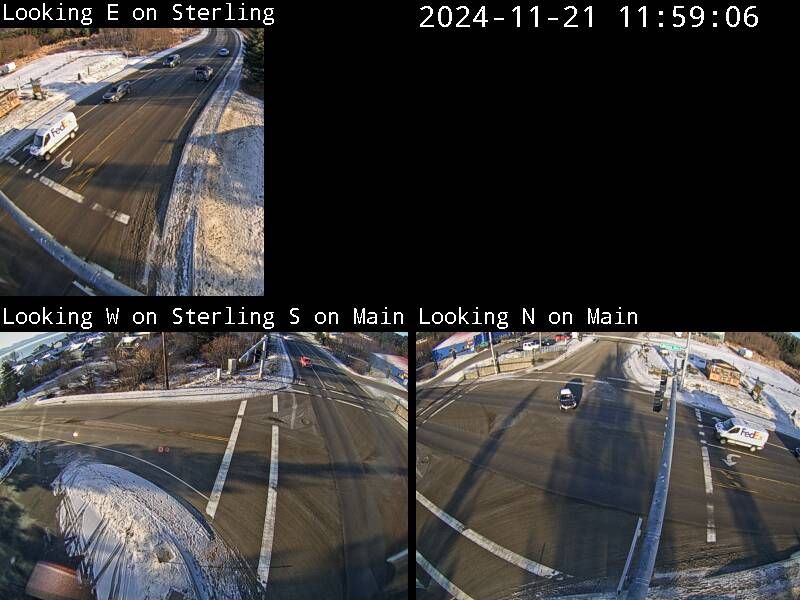 Looking E on Sterling
2024-11-21 11:59:06
FedEx
Looking W on Sterling S on Main
Looking N on Main
FedEx